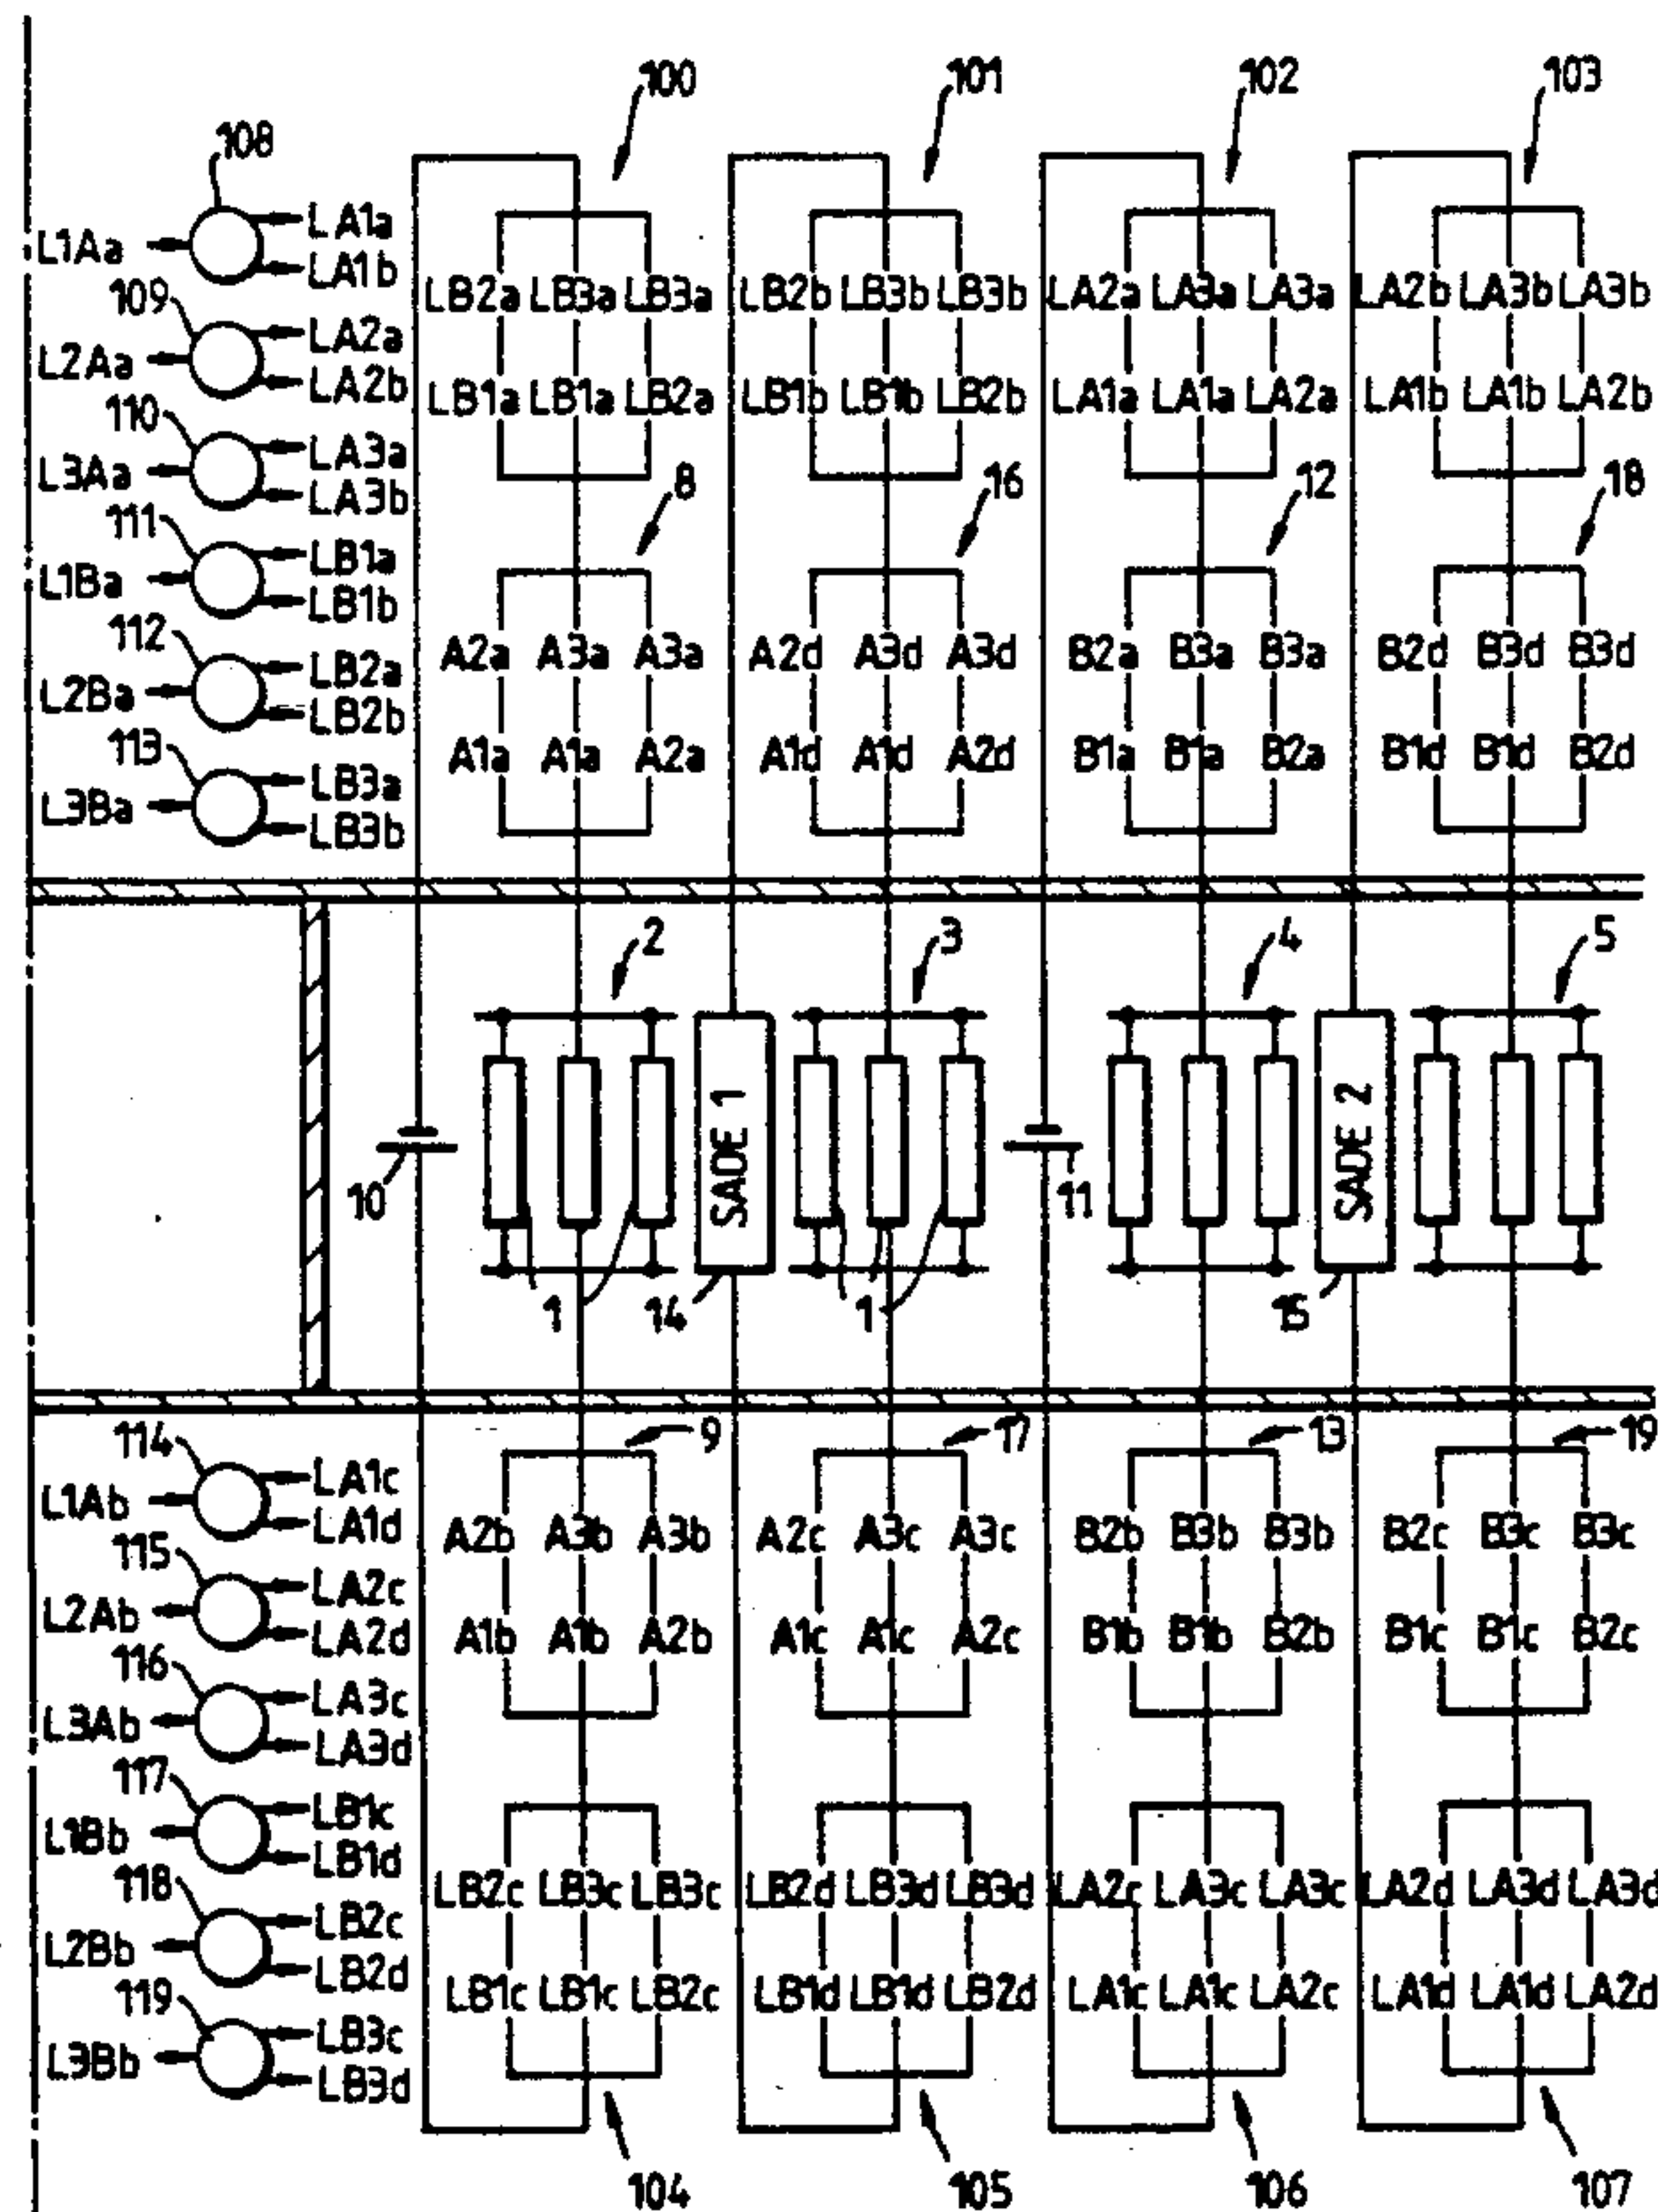 100 101 102 103
108
L1Aa LA1a
LA1b
109
L2Aa LA2a
LA2b
110
L3Aa LA3a
LA3b
111
L1Ba LB1a
LB1b
112
L2Ba LB2a
LB2b
113
L3Ba LB3a
LB3b
LB2a LB3a LB3a LB2b LB3b LB3b LA2a LA3a LA3a LA2b LA3b LA3b
LB1a LB1a LB2a LB1b LB1b LB2b LA1a LA1a LA2a LA1b LA1b LA2b
8 16 12 18
A2a A3a A3a A2d A3d A3d B2a B3a B3a B2d B3d B3d
A1a A1a A2a A1d A1d A2d B1a B1a B2a B1d B1d B2d
2 3 4 5
SADE 1
SADE 2
10 11
1 14 1 15
9 17 13 19
114
L1Ab LA1c
LA1d
115
L2Ab LA2c
LA2d
116
L3Ab LA3c
LA3d
117
L1Bb LB1c
LB1d
118
L2Bb LB2c
LB2d
119
L3Bb LB3c
LB3d
A2b A3b A3b A2c A3c A3c B2b B3b B3b B2c B3c B3c
A1b A1b A2b A1c A1c A2c B1b B1b B2b B1c B1c B2c
LB2c LB3c LB3c LB2d LB3d LB3d LA2c LA3c LA3c LA2d LA3d LA3d
LB1c LB1c LB2c LB1d LB1d LB2d LA1c LA1c LA2c LA1d LA1d LA2d
104 105 106 107